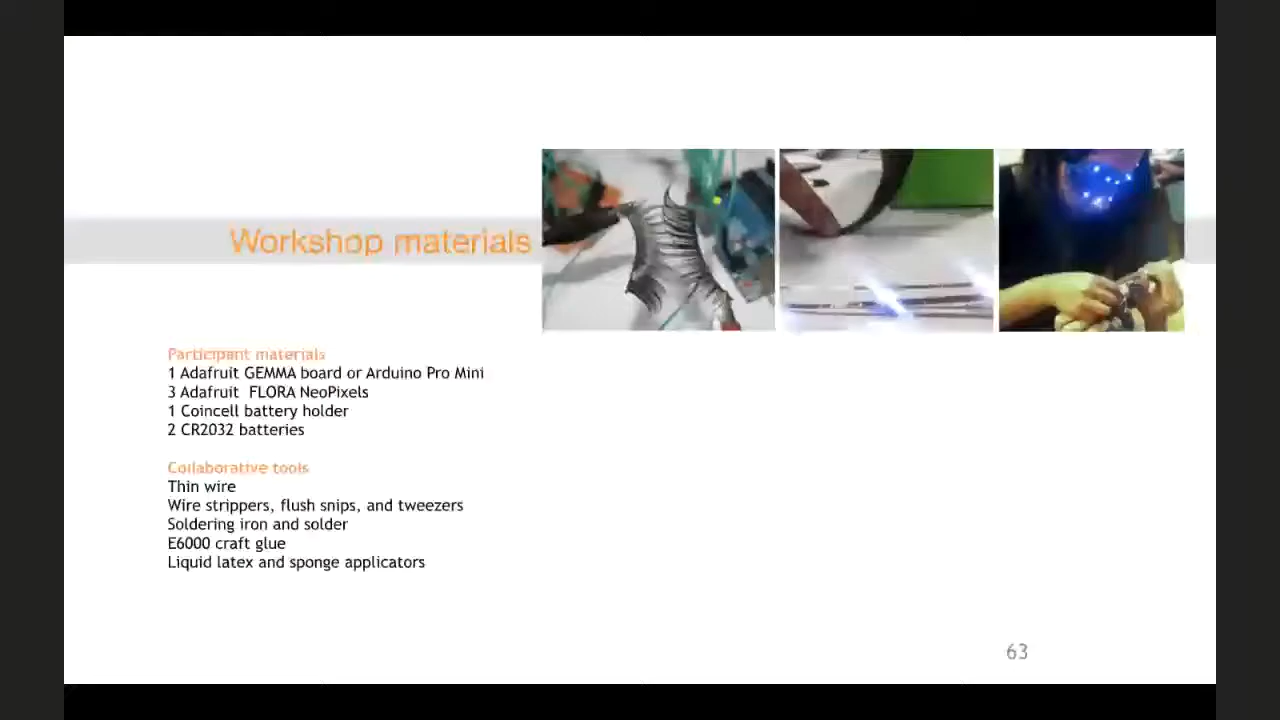 Workshop materials
Participant materials
1 Adafruit GEMMA board or Arduino Pro Mini
3 Adafruit FLORA NeoPixels
1 Coincell battery holder
2 CR2032 batteries
Collaborative tools
Thin wire
Wire strippers, flush snips, and tweezers
Soldering iron and solder
E6000 craft glue
Liquid latex and sponge applicators
63